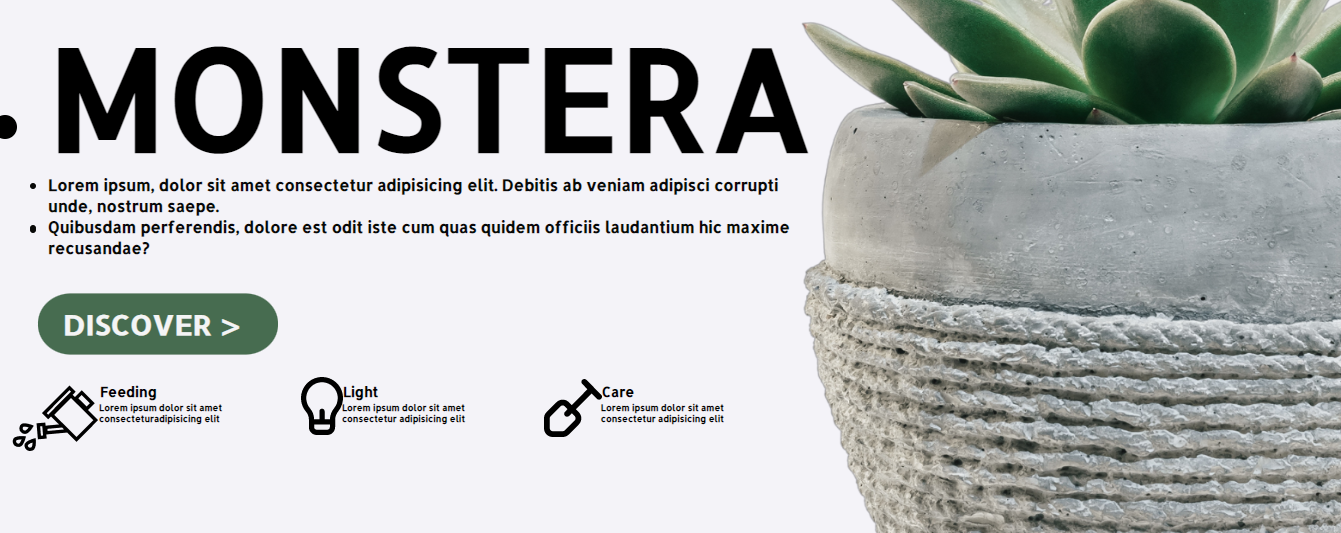 MONSTERA
Lorem ipsum, dolor sit amet consectetur adipisicing elit. Debitis ab veniam adipisci corrupti
unde, nostrum saepe.
Quibusdam perferendis, dolore est odit iste cum quas quidem officiis laudantium hic maxime
recusandae?
DISCOVER >
Feeding
Lorem ipsum dolor sit amet
consecteturadipisicing elit
Light
Lorem ipsum dolor sit amet
consectetur adipisicing elit
Care
Lorem ipsum dolor sit amet
consectetur adipisicing elit